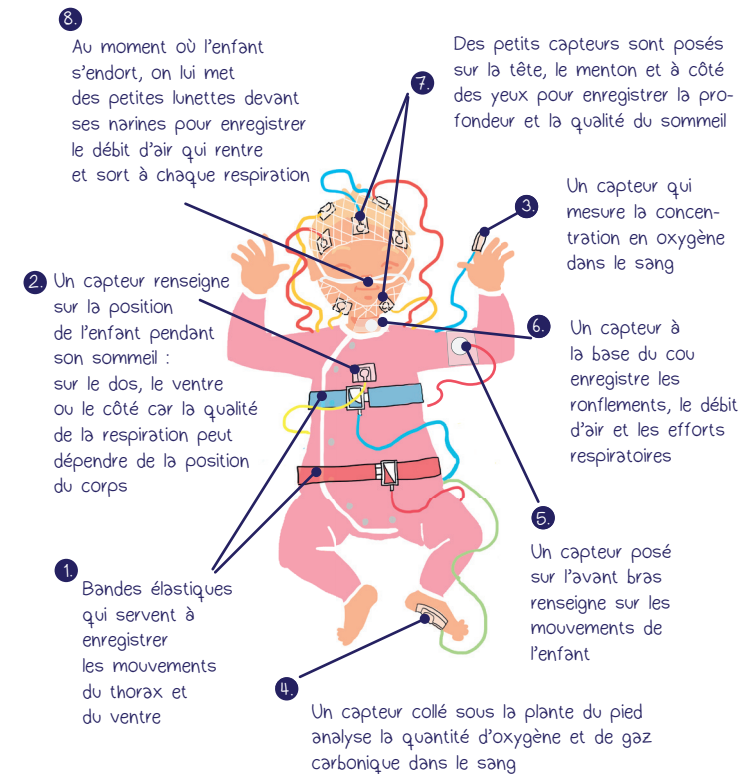 8.
Au moment où l'enfant
s'endort, on lui met
des petites lunettes devant
ses narines pour enregistrer
le débit d'air qui rentre
et sort à chaque respiration
7.
Des petits capteurs sont posés
sur la tête, le menton et à côté
des yeux pour enregistrer la pro-
fondeur et la qualité du sommeil
3.
Un capteur qui
mesure la concen-
tration en oxygène
dans le sang
2. Un capteur renseigne
sur la position
de l'enfant pendant
son sommeil :
sur le dos, le ventre
ou le côté car la qualité
de la respiration peut
dépendre de la position
du corps
6.
Un capteur à
la base du cou
enregistre les
ronflements, le débit
d'air et les efforts
respiratoires
5.
Un capteur posé
sur l'avant bras
renseigne sur les
mouvements de
l'enfant
1.
Bandes élastiques
qui servent à
enregistrer
les mouvements
du thorax et
du ventre
4.
Un capteur collé sous la plante du pied
analyse la quantité d'oxygène et de gaz
carbonique dans le sang